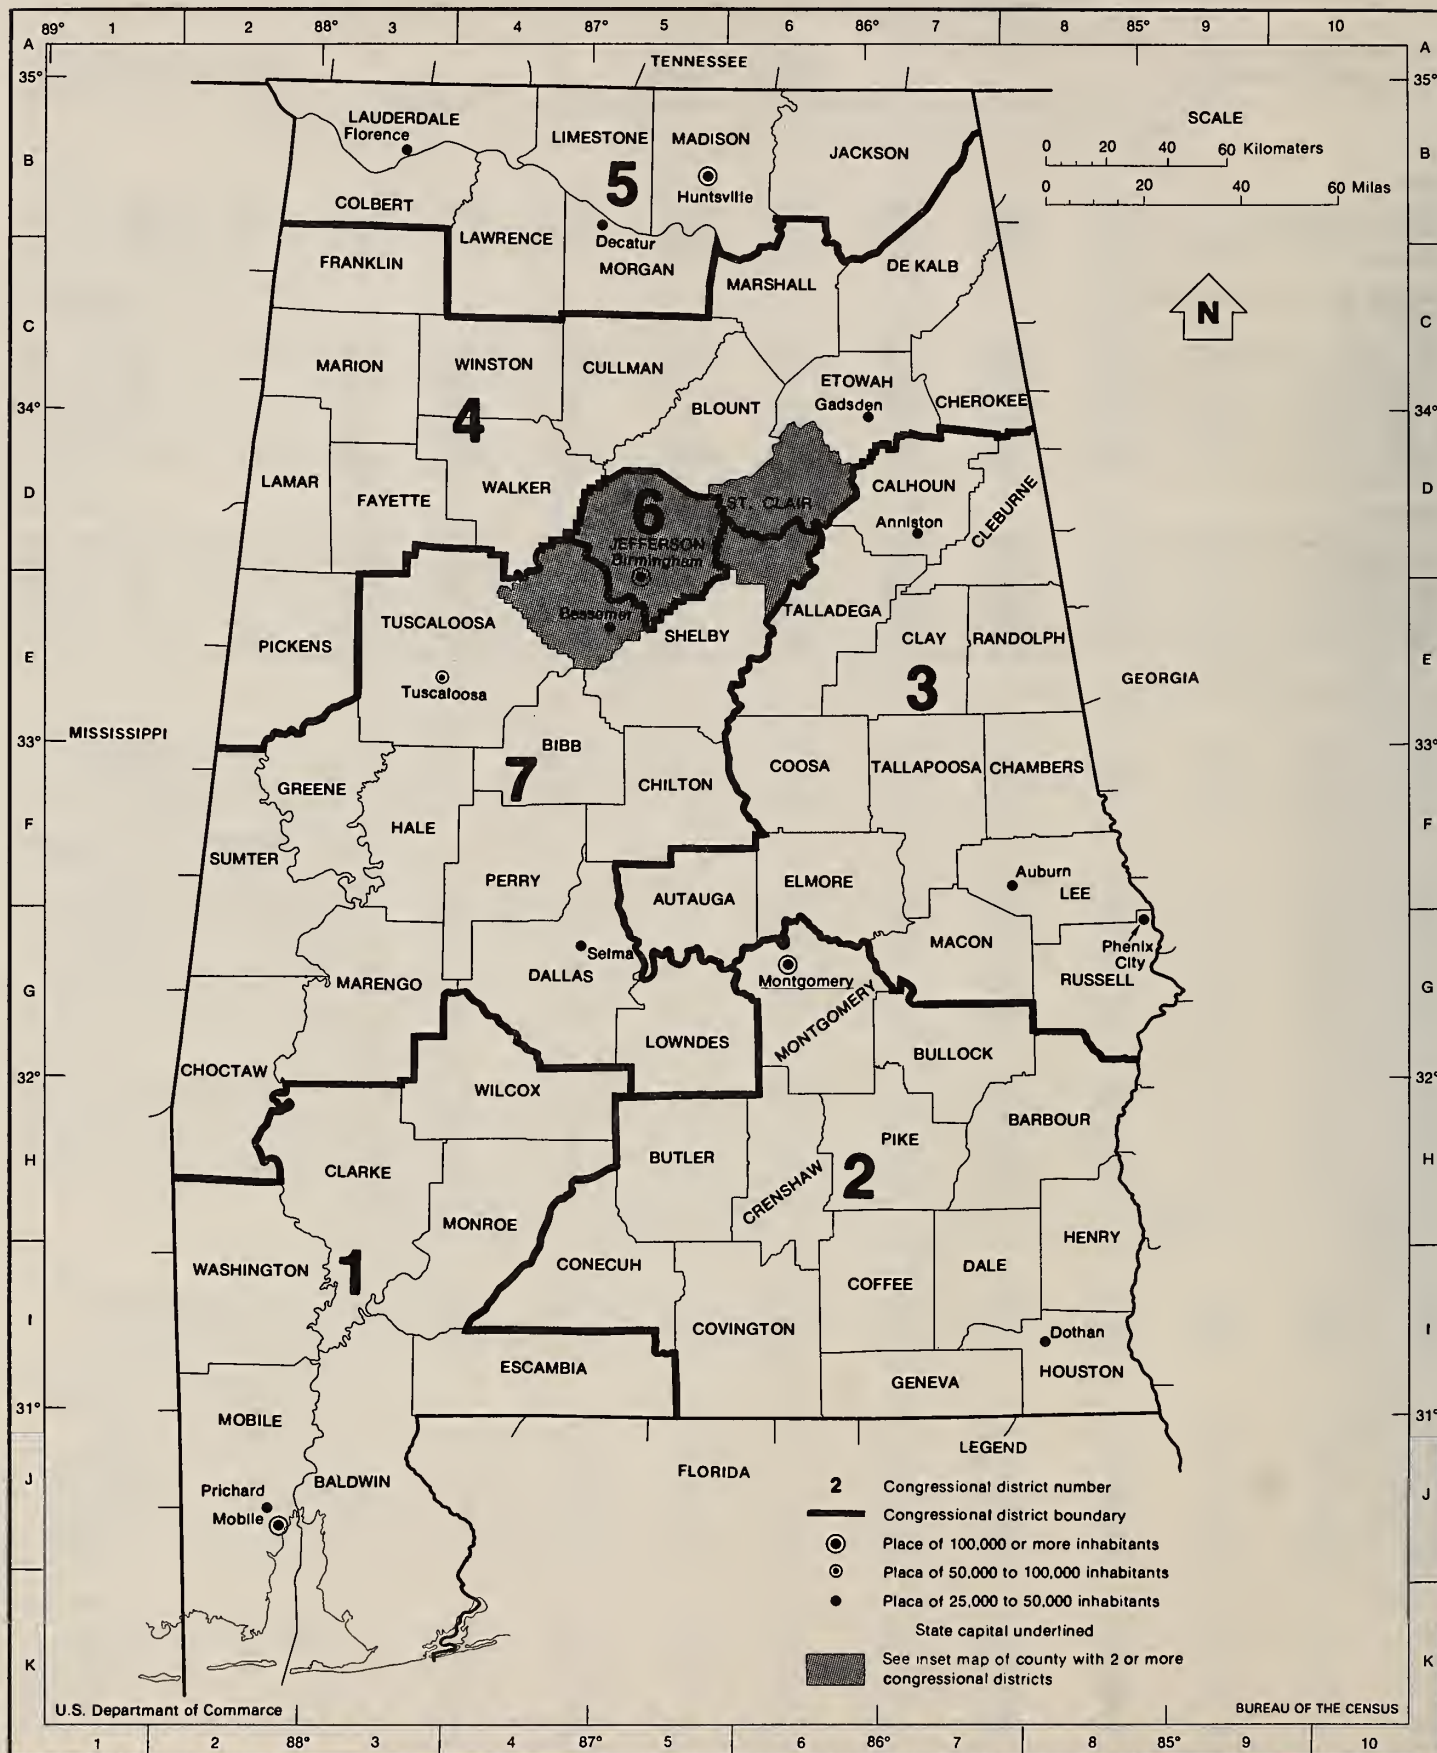 89° 1 2 88° 3 4 87° 5 6 86° 7 8 85° 9 10
A A
TENNESSEE
35° 35°
SCALE
0 20 40 60 Kilomaters
0 20 40 60 Milas
LAUDERDALE
Florence
LIMESTONE
MADISON
JACKSON
B B
5
Huntsville
COLBERT
LAWRENCE
Decatur
MORGAN
FRANKLIN
MARSHALL
DE KALB
N
C C
MARION
WINSTON
CULLMAN
ETOWAH
Gadsden
CHEROKEE
BLOUNT
34° 34°
4
LAMAR
FAYETTE
WALKER
6
ST. CLAIR
CALHOUN
Anniston
CLEBURNE
D D
JEFFERSON
Birmingham
Bessemer
TUSCALOOSA
SHELBY
TALLADEGA
CLAY
RANDOLPH
PICKENS
E E
3
GEORGIA
Tuscaloosa
MISSISSIPPI
33° 33°
BIBB
7
COOSA
TALLAPOOSA
CHAMBERS
GREENE
CHILTON
HALE
F F
SUMTER
PERRY
AUTAUGA
ELMORE
Auburn
LEE
MACON
Phenix
City
RUSSELL
Selma
DALLAS
Montgomery
MONTGOMERY
MARENGO
G G
LOWNDES
BULLOCK
CHOCTAW
32° 32°
WILCOX
BARBOUR
PIKE
BUTLER
H H
CLARKE
2
CRENSHAW
MONROE
HENRY
WASHINGTON
1
CONECUH
COFFEE
DALE
I I
COVINGTON
Dothan
HOUSTON
ESCAMBIA
GENEVA
31° 31°
MOBILE
LEGEND
FLORIDA
J J
BALDWIN
Prichard
Mobile
2 Congressional district number
Congressional district boundary
Place of 100,000 or more inhabitants
Placa of 50,000 to 100,000 inhabitants
Placa of 25,000 to 50,000 inhabitants
State capital underlined
See inset map of county with 2 or more
congressional districts
K K
U.S. Department of Commerce
BUREAU OF THE CENSUS
1 2 88° 3 4 87° 5 6 86° 7 8 85° 9 10